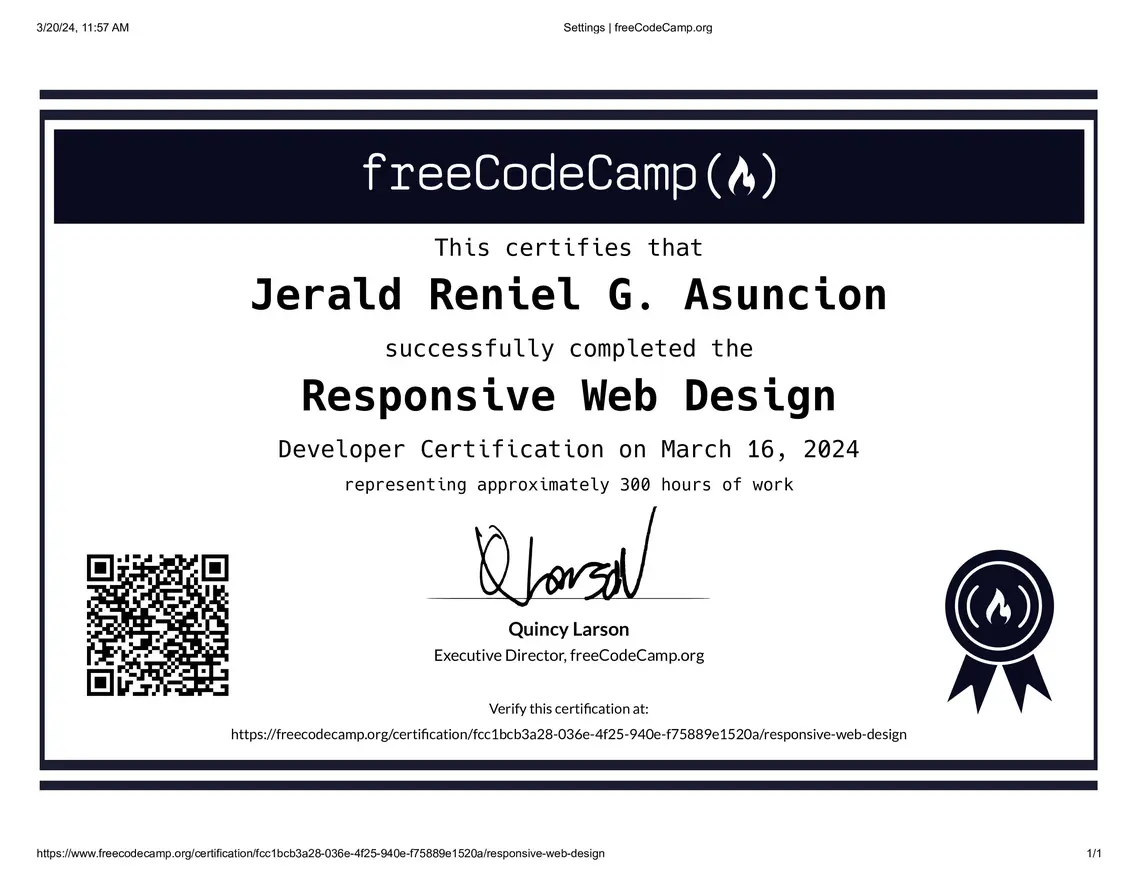 3/20/24, 11:57 AM Settings | freeCodeCamp.org
freeCodeCamp( )
This certifies that
Jerald Reniel G. Asuncion
successfully completed the
Responsive Web Design
Developer Certification on March 16, 2024
representing approximately 300 hours of work
Q Larson
Quincy Larson
Executive Director, freeCodeCamp.org
Verify this certification at:
https://freecodecamp.org/certification/fcc1bcb3a28-036e-4f25-940e-f75889e1520a/responsive-web-design
https://www.freecodecamp.org/certification/fcc1bcb3a28-036e-4f25-940e-f75889e1520a/responsive-web-design 1/1